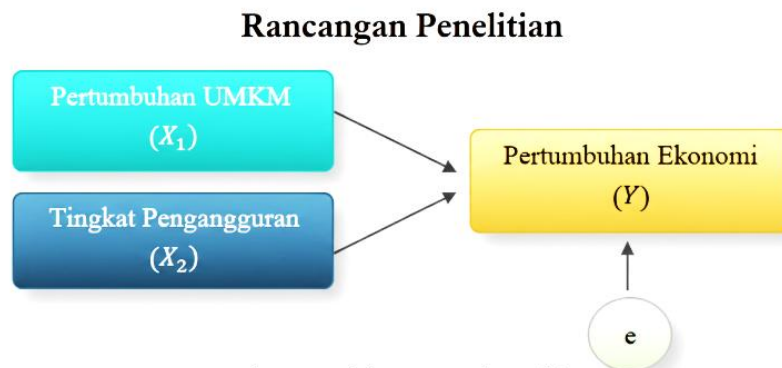 Rancangan Penelitian
Pertumbuhan UMKM
(X₁)
Tingkat Pengangguran
(X₂)
Pertumbuhan Ekonomi
(Y)
e